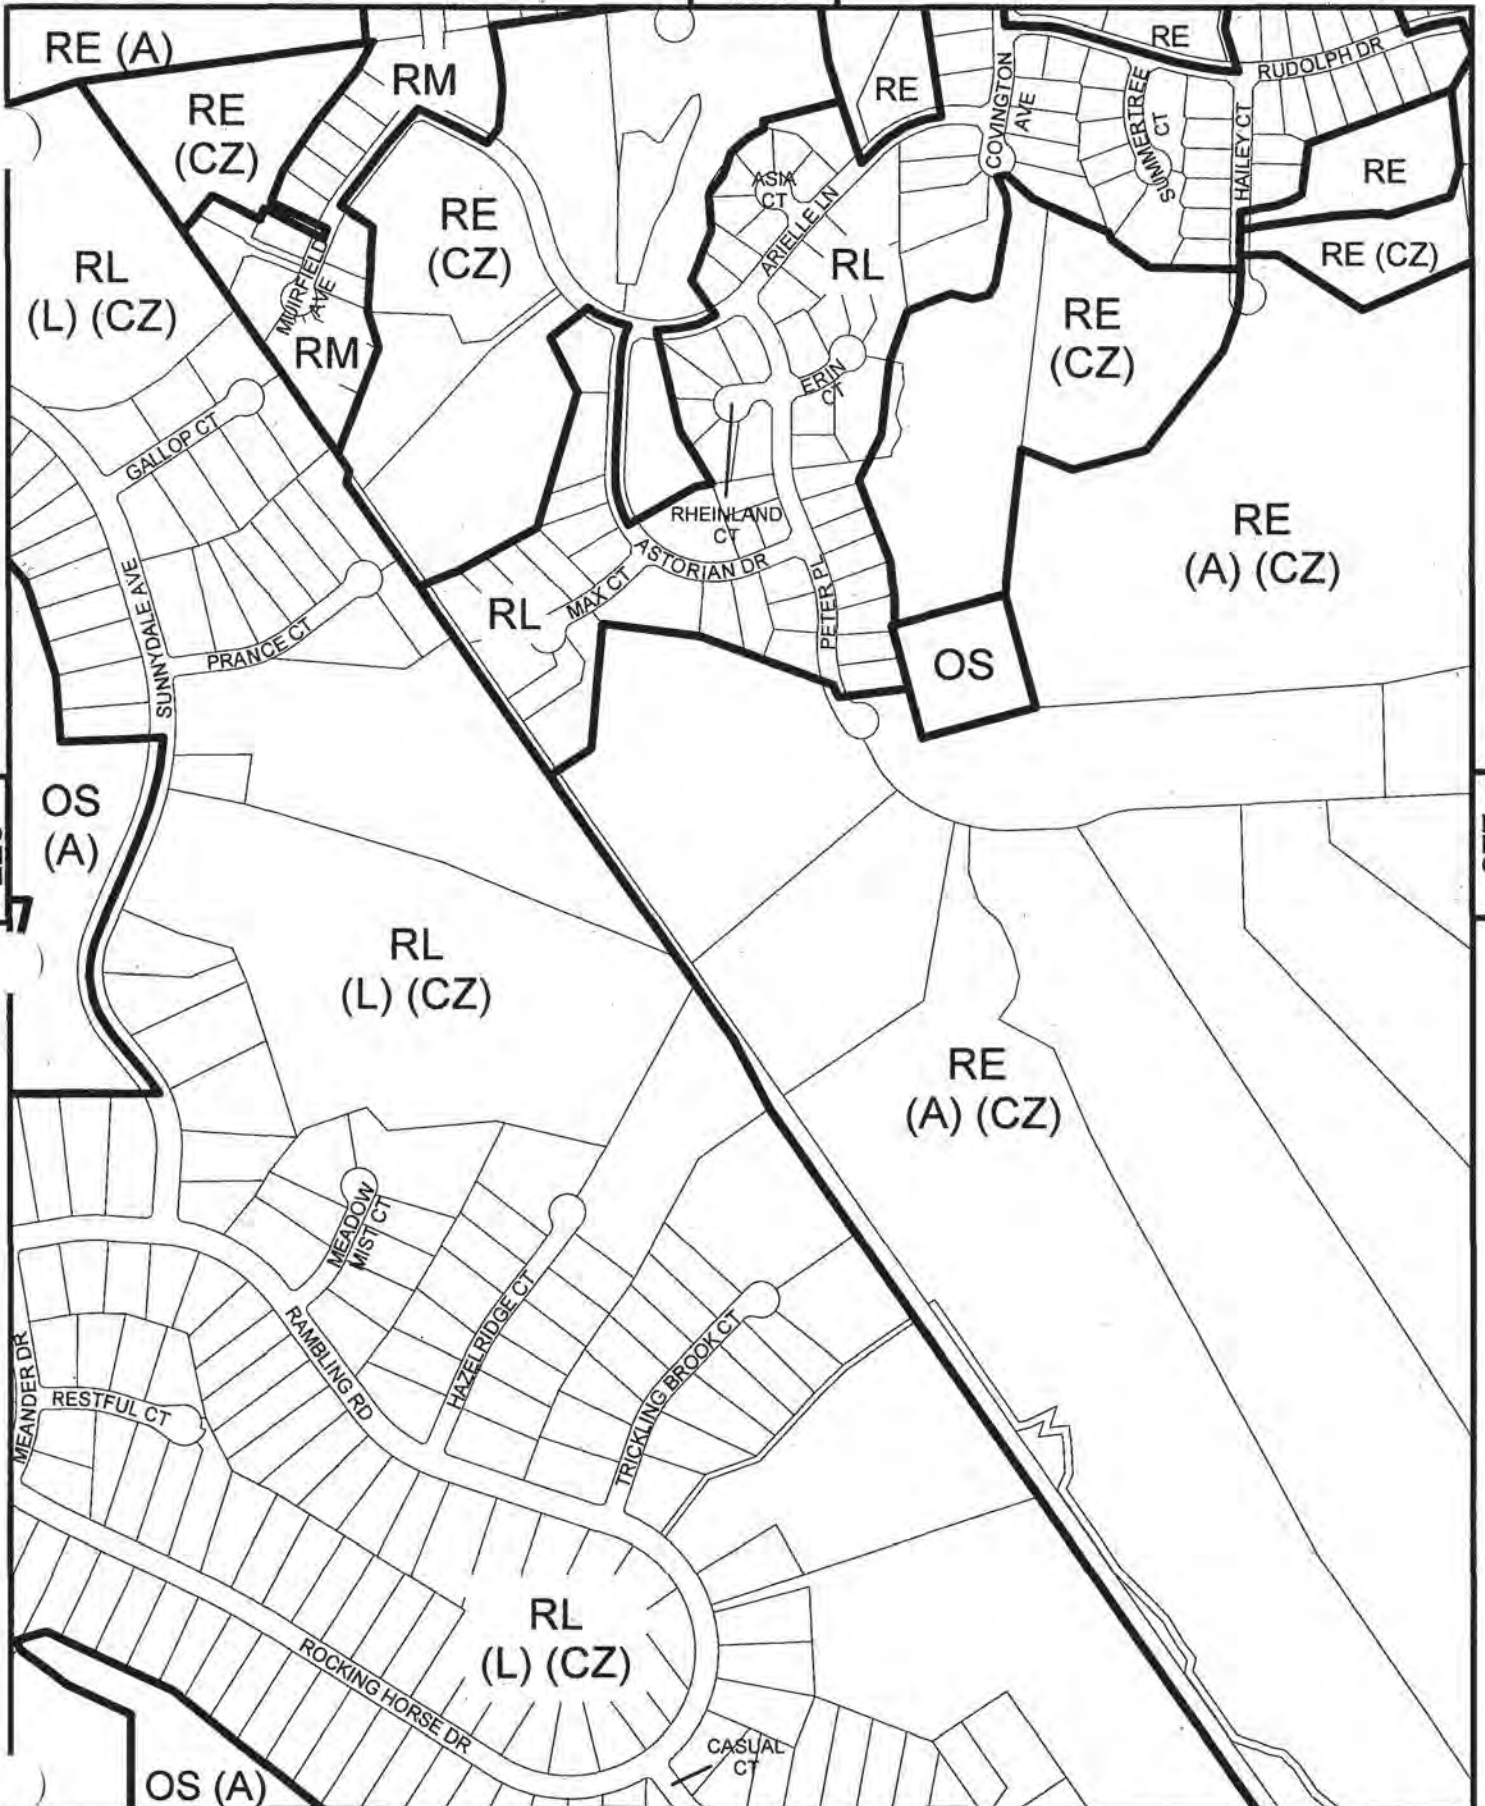 RE (A)
RM
RE
(CZ)
RE
RE
RUDOLPH DR
COVINGTON
AVE
SUMMERTREE
CT
HAILEY CT
RE
RE (CZ)
ASIA
CT
ARIELLE LN
RL
RE
(CZ)
RL
(L) (CZ)
MUIRFIELD
AVE
RM
RE
(CZ)
ERIN
CT
GALLOP CT
RHEINLAND
CT
ASTORIAN DR
MAX CT
RL
PETER PL
RE
(A) (CZ)
OS
SUNNYDALE AVE
PRANCE CT
OS
(A)
RL
(L) (CZ)
RE
(A) (CZ)
MEADOW
MIST CT
HAZELRIDGE CT
TRICKLING BROOK CT
RAMBLING RD
MEANDER DR
RESTFUL CT
RL
(L) (CZ)
ROCKING HORSE DR
CASUAL
CT
OS (A)